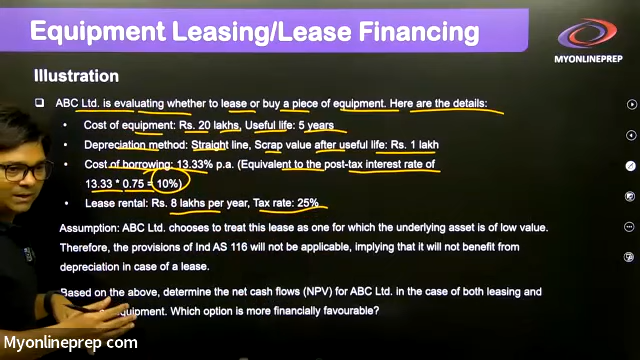 Equipment Leasing/Lease Financing
MYONLINEPREP
Illustration
ABC Ltd. is evaluating whether to lease or buy a piece of equipment. Here are the details:
• Cost of equipment: Rs. 20 lakhs, Useful life: 5 years
• Depreciation method: Straight line, Scrap value after useful life: Rs. 1 lakh
• Cost of borrowing: 13.33% p.a. (Equivalent to the post-tax interest rate of
13.33 * 0.75 = 10%)
• Lease rental: Rs. 8 lakhs per year, Tax rate: 25%
Assumption: ABC Ltd. chooses to treat this lease as one for which the underlying asset is of low value.
Therefore, the provisions of Ind AS 116 will not be applicable, implying that it will not benefit from
depreciation in case of a lease.
Based on the above, determine the net cash flows (NPV) for ABC Ltd. in the case of both leasing and
equipment. Which option is more financially favourable?
Myonlineprep.com